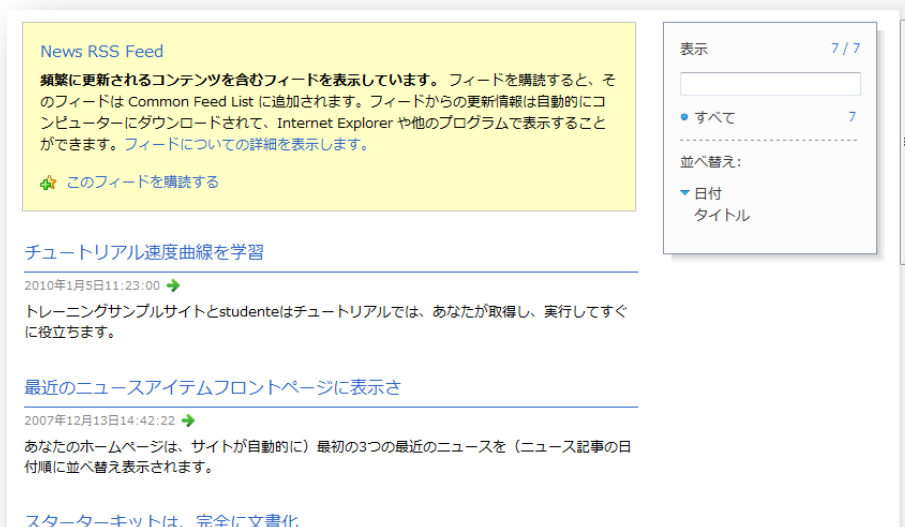 News RSS Feed
頻繁に更新されるコンテンツを含むフィードを表示しています。 フィードを購読すると、そ
のフィードは Common Feed List に追加されます。フィードからの更新情報は自動的にコ
ンピューターにダウンロードされて、Internet Explorer や他のプログラムで表示すること
ができます。フィードについての詳細を表示します。
このフィードを購読する
チュートリアル速度曲線を学習
2010年1月5日11:23:00
トレーニングサンプルサイトとstudenteはチュートリアルでは、あなたが取得し、実行してすぐ
に役立ちます。
最近のニュースアイテムフロントページに表示さ
2007年12月13日14:42:22
あなたのホームページは、サイトが自動的に）最初の3つの最近のニュースを（ニュース記事の日
付順に並べ替え表示されます。
スターターキットは、完全に文書化
表示 7 / 7
すべて 7
並べ替え:
日付
タイトル